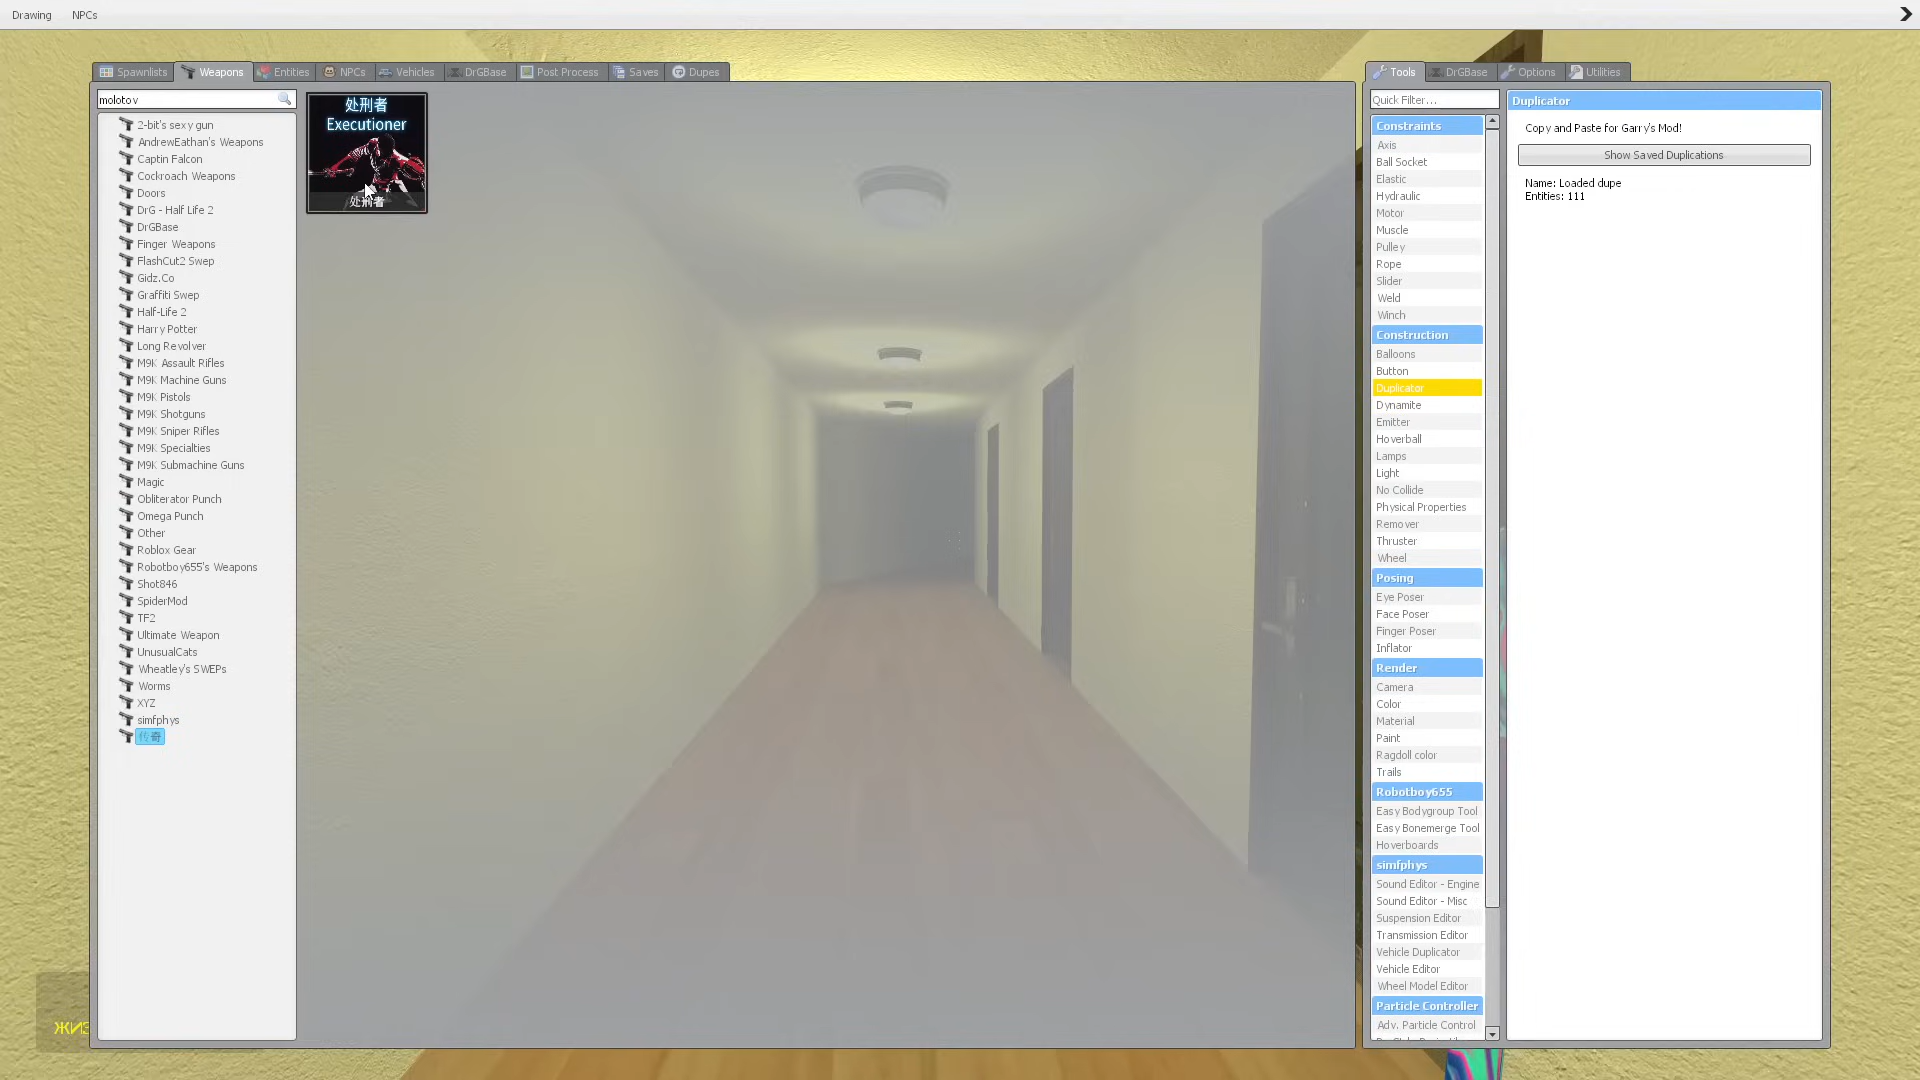 Drawing NPCs
Spawnlists Weapons Entities NPCs Vehicles DrGBase Post Process Saves Dupes
molotov
2-bit's sexy gun
AndrewEathan's Weapons
Captin Falcon
Cockroach Weapons
Doors
DrG - Half Life 2
DrGBase
Finger Weapons
FlashCut2 Swep
Gidz.Co
Graffiti Swep
Half-Life 2
Harry Potter
Long Revolver
M9K Assault Rifles
M9K Machine Guns
M9K Pistols
M9K Shotguns
M9K Sniper Rifles
M9K Specialties
M9K Submachine Guns
Magic
Obliterator Punch
Omega Punch
Other
Roblox Gear
Robotboy655's Weapons
Shot846
SpiderMod
TF2
Ultimate Weapon
UnusualCats
Wheatley's SWEPs
Worms
XYZ
simfphys
传奇
处刑者
Executioner
处刑者
Tools DrGBase Options Utilities
Quick Filter...
Constraints
Axis
Ball Socket
Elastic
Hydraulic
Motor
Muscle
Pulley
Rope
Slider
Weld
Winch
Construction
Balloons
Button
Duplicator
Dynamite
Emitter
Hoverball
Lamps
Light
No Collide
Physical Properties
Remover
Thruster
Wheel
Posing
Eye Poser
Face Poser
Finger Poser
Inflator
Render
Camera
Color
Material
Paint
Ragdoll color
Trails
Robotboy655
Easy Bodygroup Tool
Easy Bonemerge Tool
Hoverboards
simfphys
Sound Editor - Engine
Sound Editor - Misc
Suspension Editor
Transmission Editor
Vehicle Duplicator
Vehicle Editor
Wheel Model Editor
Particle Controller
Adv. Particle Control
Duplicator
Copy and Paste for Garry's Mod!
Show Saved Duplications
Name: Loaded dupe
Entities: 111